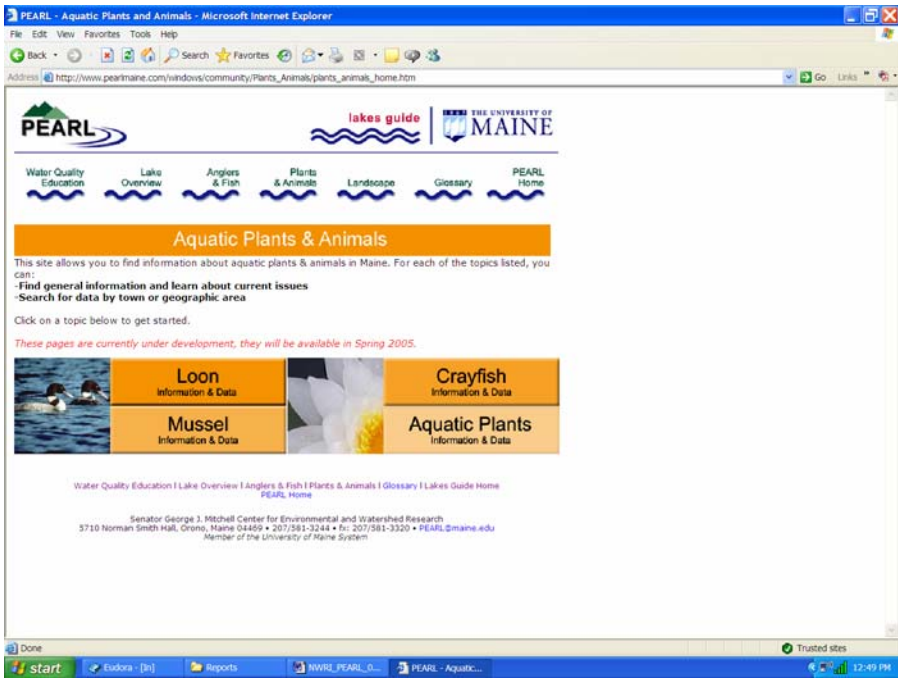 PEARL - Aquatic Plants and Animals - Microsoft Internet Explorer
File Edit View Favorites Tools Help
Back Search Favorites
Address http://www.pearlmaine.com/windows/community/Plants_Animals/plants_animals_home.htm Go Links
PEARL
lakes guide
THE UNIVERSITY OF
MAINE
Water Quality
Education
Lake
Overview
Anglers
& Fish
Plants
& Animals
Landscape
Glossary
PEARL
Home
Aquatic Plants & Animals
This site allows you to find information about aquatic plants & animals in Maine. For each of the topics listed, you
can:
-Find general information and learn about current issues
-Search for data by town or geographic area
Click on a topic below to get started.
These pages are currently under development, they will be available in Spring 2005.
Loon
Information & Data
Crayfish
Information & Data
Mussel
Information & Data
Aquatic Plants
Information & Data
Water Quality Education l Lake Overview l Anglers & Fish l Plants & Animals l Glossary l Lakes Guide Home
PEARL Home
Senator George J. Mitchell Center for Environmental and Watershed Research
5710 Norman Smith Hall, Orono, Maine 04469 • 207/581-3244 • fx: 207/581-3320 • PEARL@maine.edu
Member of the University of Maine System
Done Trusted sites
start Eudora - [In] Reports NWRI_PEARL_0... PEARL - Aquatic... 12:49 PM